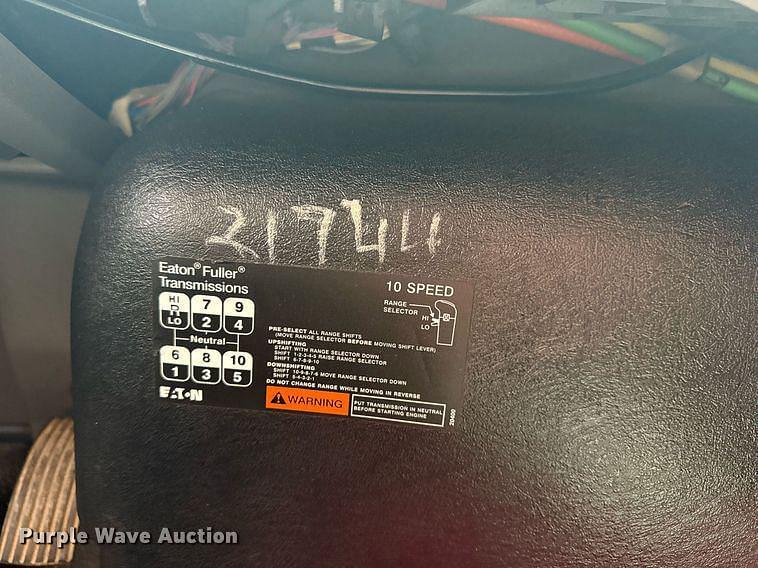 21744
Eaton® Fuller®
Transmissions
10 SPEED
HI
R
LO
7
2
9
4
Neutral
6
1
8
3
10
5
EATON
RANGE
SELECTOR
HI
LO
PRE-SELECT ALL RANGE SHIFTS
(MOVE RANGE SELECTOR BEFORE MOVING SHIFT LEVER)
UPSHIFTING
START WITH RANGE SELECTOR DOWN
SHIFT 1-2-3-4-5 RAISE RANGE SELECTOR
SHIFT 6-7-8-9-10
DOWNSHIFTING
SHIFT 10-9-8-7-6 MOVE RANGE SELECTOR DOWN
SHIFT 5-4-3-2-1
DO NOT CHANGE RANGE WHILE MOVING IN REVERSE
WARNING
PUT TRANSMISSION IN NEUTRAL
BEFORE STARTING ENGINE
20400
Purple Wave Auction